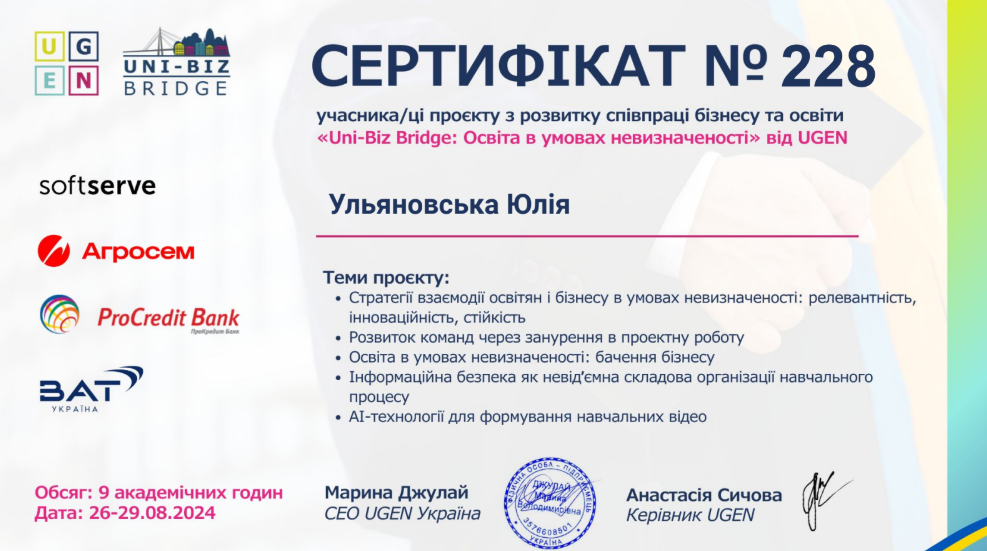 UG
EN
UNI-BIZ
BRIDGE
СЕРТИФІКАТ № 228
учасника/ці проєкту з розвитку співпраці бізнесу та освіти
«Uni-Biz Bridge: Освіта в умовах невизначеності» від UGEN
softserve
Ульяновська Юлія
Агросем
ProCredit Bank
ПроКредит Банк
BAT
УКРАЇНА
Теми проєкту:
• Стратегії взаємодії освітян і бізнесу в умовах невизначеності: релевантність,
інноваційність, стійкість
• Розвиток команд через занурення в проектну роботу
• Освіта в умовах невизначеності: бачення бізнесу
• Інформаційна безпека як невід’ємна складова організації навчального
процесу
• AI-технології для формування навчальних відео
Обсяг: 9 академічних годин
Дата: 26-29.08.2024
Марина Джулай
CEO UGEN Україна
ФІЗИЧНА ОСОБА – ПІДПРИЄМЕЦЬ
ДЖУЛАЙ
Марина
Володимирівна
3576608501
УКРАЇНА
Анастасія Сичова
Керівник UGEN